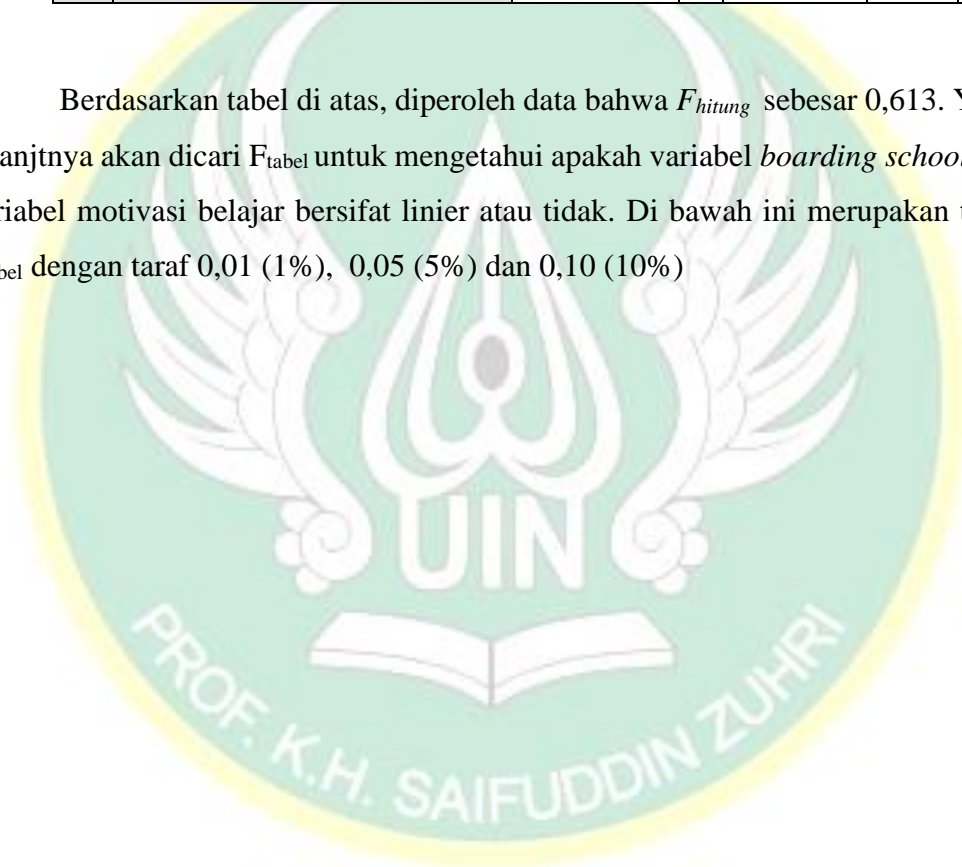 Berdasarkan tabel di atas, diperoleh data bahwa Fhitung sebesar 0,613. Y
anjtnya akan dicari Ftabel untuk mengetahui apakah variabel boarding school
riabel motivasi belajar bersifat linier atau tidak. Di bawah ini merupakan t
bel dengan taraf 0,01 (1%), 0,05 (5%) dan 0,10 (10%)
UIN
PROF. K.H. SAIFUDDIN ZUHRI